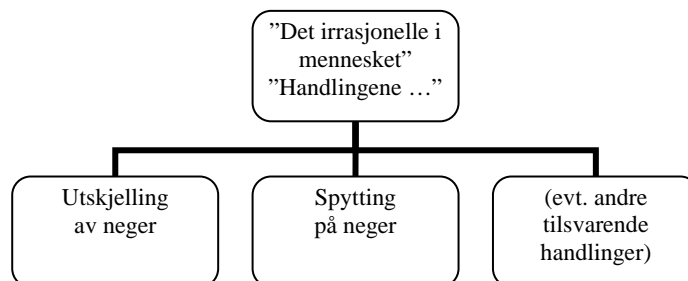 ”Det irrasjonelle i
mennesket”
”Handlingene …”
Utskjelling
av neger
Spytting
på neger
(evt. andre
tilsvarende
handlinger)